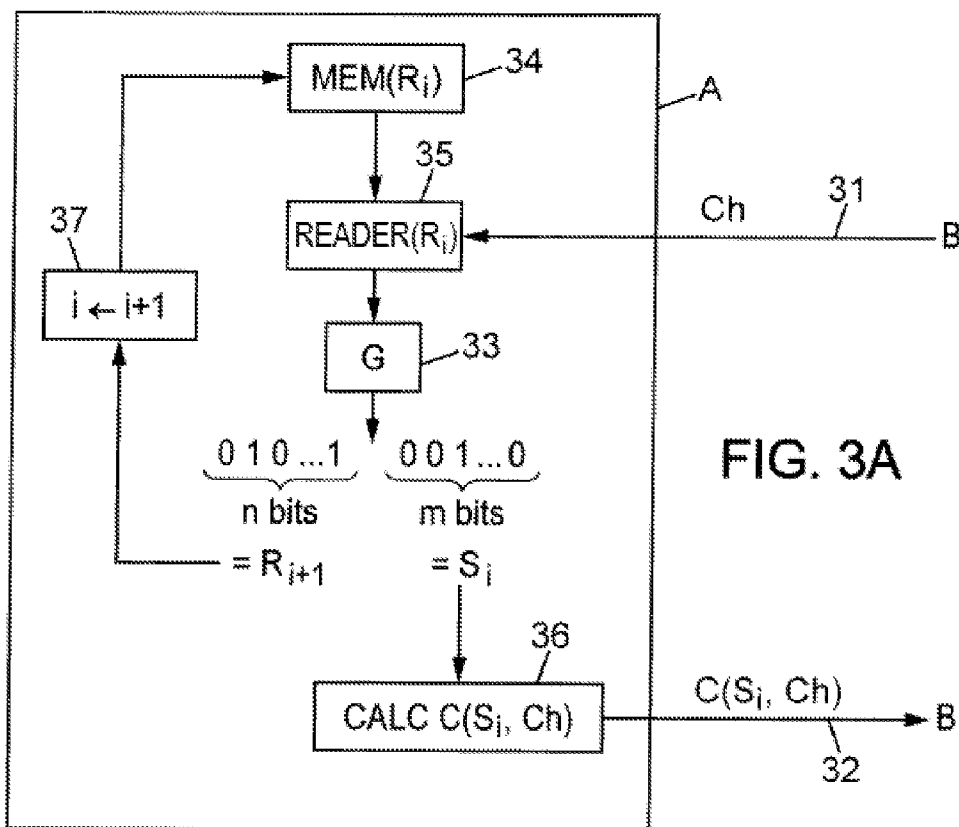 MEM(Rᵢ)
34
A
35
Ch
31
READER(Rᵢ)
B
37
i ← i+1
G
33
0 1 0 ...1
0 0 1 ... 0
n bits
m bits
= Rᵢ₊₁
= Sᵢ
FIG. 3A
36
CALC C(Sᵢ, Ch)
C(Sᵢ, Ch)
B
32